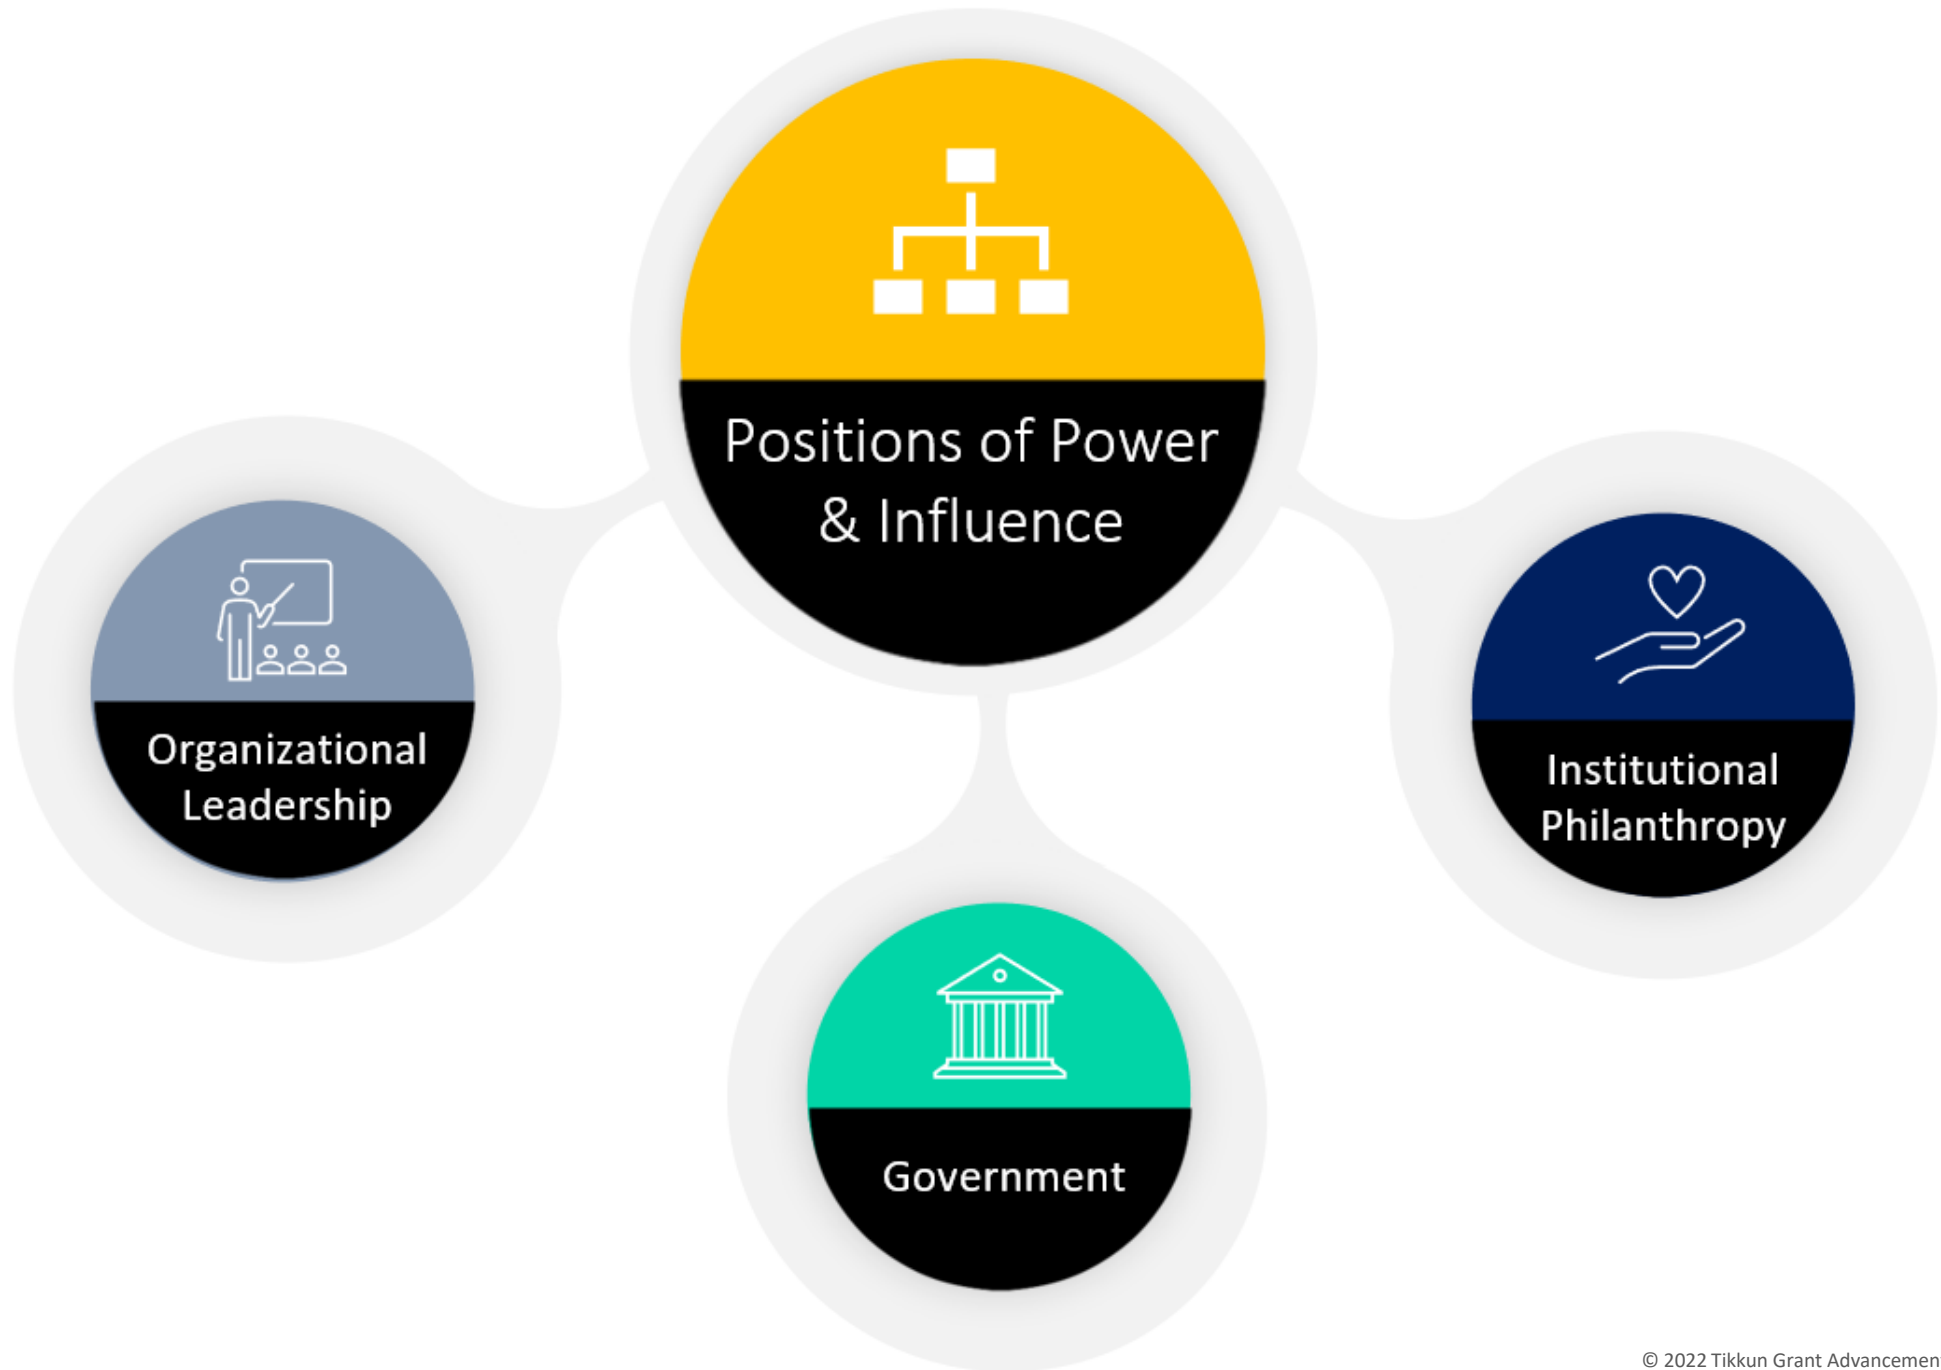 Positions of Power
& Influence
Organizational
Leadership
Institutional
Philanthropy
Government
© 2022 Tikkun Grant Advancemen